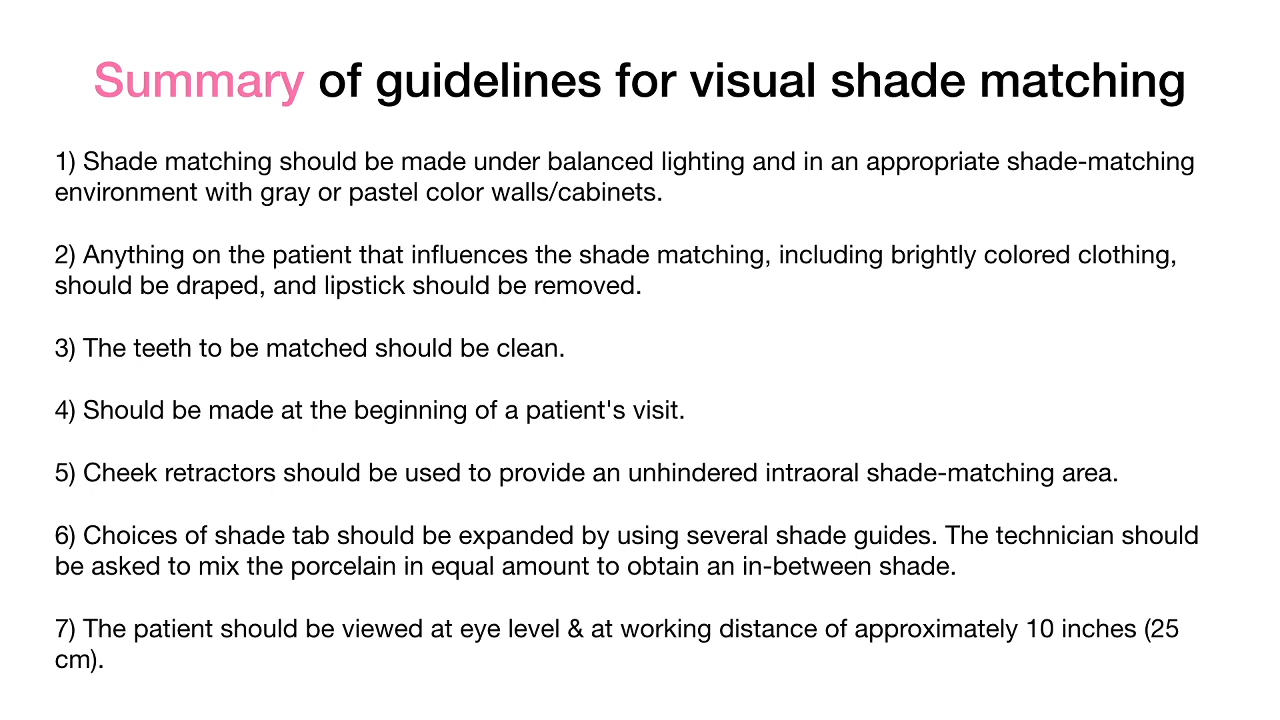 Summary of guidelines for visual shade matching
1) Shade matching should be made under balanced lighting and in an appropriate shade-matching
environment with gray or pastel color walls/cabinets.
2) Anything on the patient that influences the shade matching, including brightly colored clothing,
should be draped, and lipstick should be removed.
3) The teeth to be matched should be clean.
4) Should be made at the beginning of a patient's visit.
5) Cheek retractors should be used to provide an unhindered intraoral shade-matching area.
6) Choices of shade tab should be expanded by using several shade guides. The technician should
be asked to mix the porcelain in equal amount to obtain an in-between shade.
7) The patient should be viewed at eye level & at working distance of approximately 10 inches (25
cm).